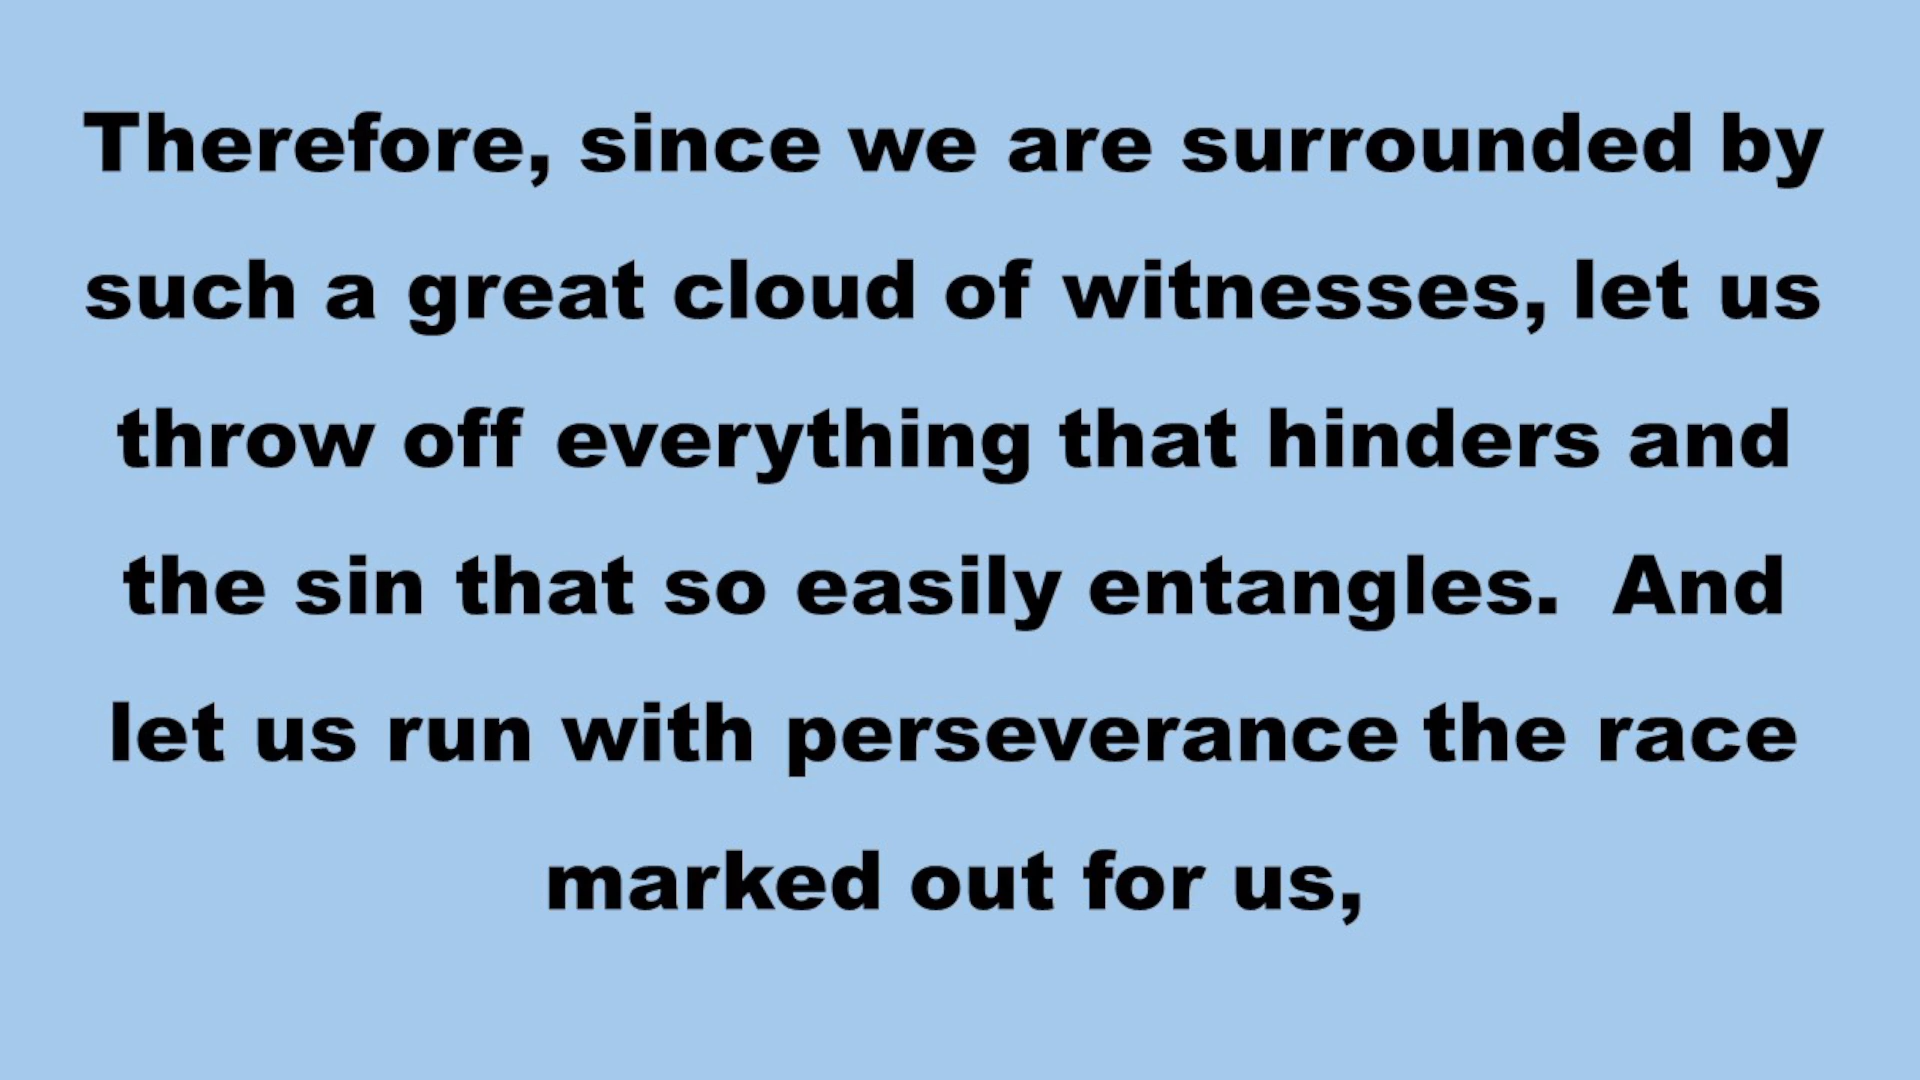 Therefore, since we are surrounded by
such a great cloud of witnesses, let us
throw off everything that hinders and
the sin that so easily entangles.  And
let us run with perseverance the race
marked out for us,